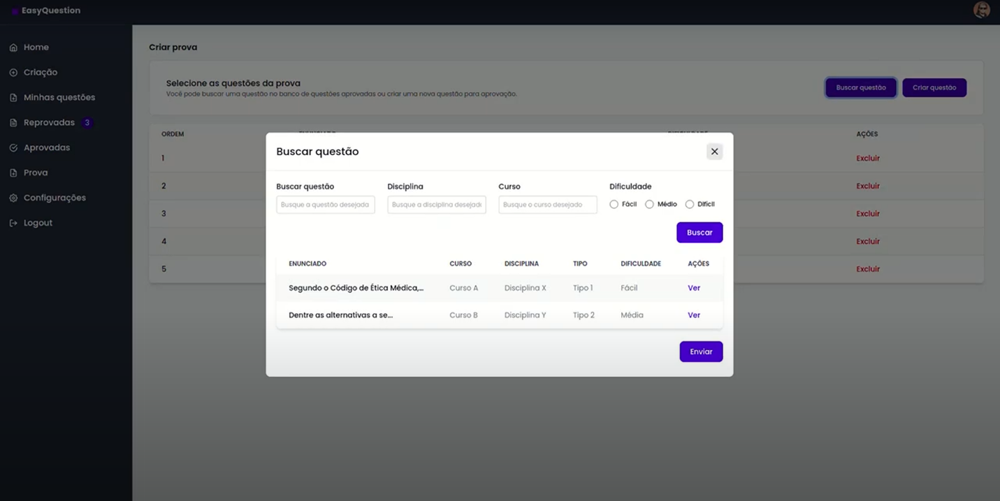 EasyQuestion
Home
Criação
Minhas questões
Reprovadas 3
Aprovadas
Prova
Configurações
Logout
Criar prova
Selecione as questões da prova
Você pode buscar uma questão no banco de questões aprovadas ou criar uma nova questão para aprovação.
Buscar questão Criar questão
ORDEM AÇÕES
1 Excluir
2 Excluir
3 Excluir
4 Excluir
5 Excluir
Buscar questão
Buscar questão Disciplina Curso Dificuldade
Busque a questão desejada Busque a disciplina Busque o curso desejado Fácil Médio Difícil
Buscar
ENUNCIADO CURSO DISCIPLINA TIPO DIFICULDADE AÇÕES
Segundo o Código de Ética Médica,... Curso A Disciplina X Tipo 1 Fácil Ver
Dentre as alternativas a se... Curso B Disciplina Y Tipo 2 Média Ver
Enviar